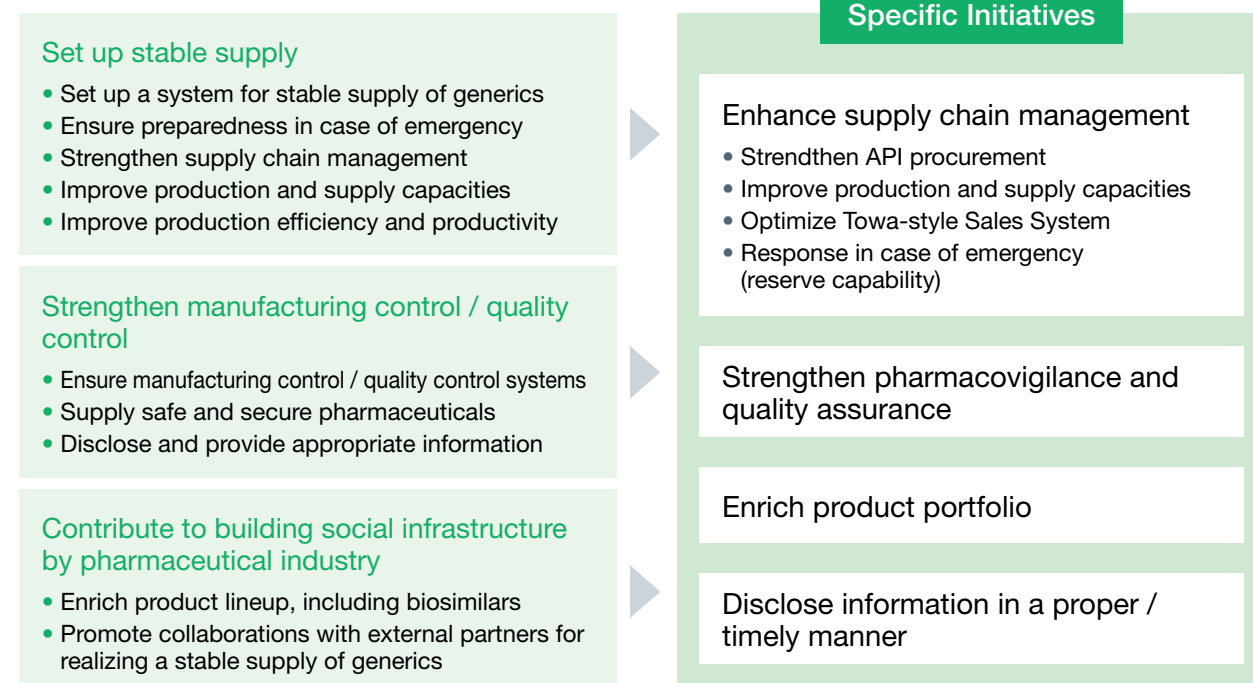 Set up stable supply
• Set up a system for stable supply of generics
• Ensure preparedness in case of emergency
• Strengthen supply chain management
• Improve production and supply capacities
• Improve production efficiency and productivity
Strengthen manufacturing control / quality
control
• Ensure manufacturing control / quality control systems
• Supply safe and secure pharmaceuticals
• Disclose and provide appropriate information
Contribute to building social infrastructure
by pharmaceutical industry
• Enrich product lineup, including biosimilars
• Promote collaborations with external partners for
realizing a stable supply of generics
Specific Initiatives
Enhance supply chain management
• Strendthen API procurement
• Improve production and supply capacities
• Optimize Towa-style Sales System
• Response in case of emergency
(reserve capability)
Strengthen pharmacovigilance and
quality assurance
Enrich product portfolio
Disclose information in a proper /
timely manner